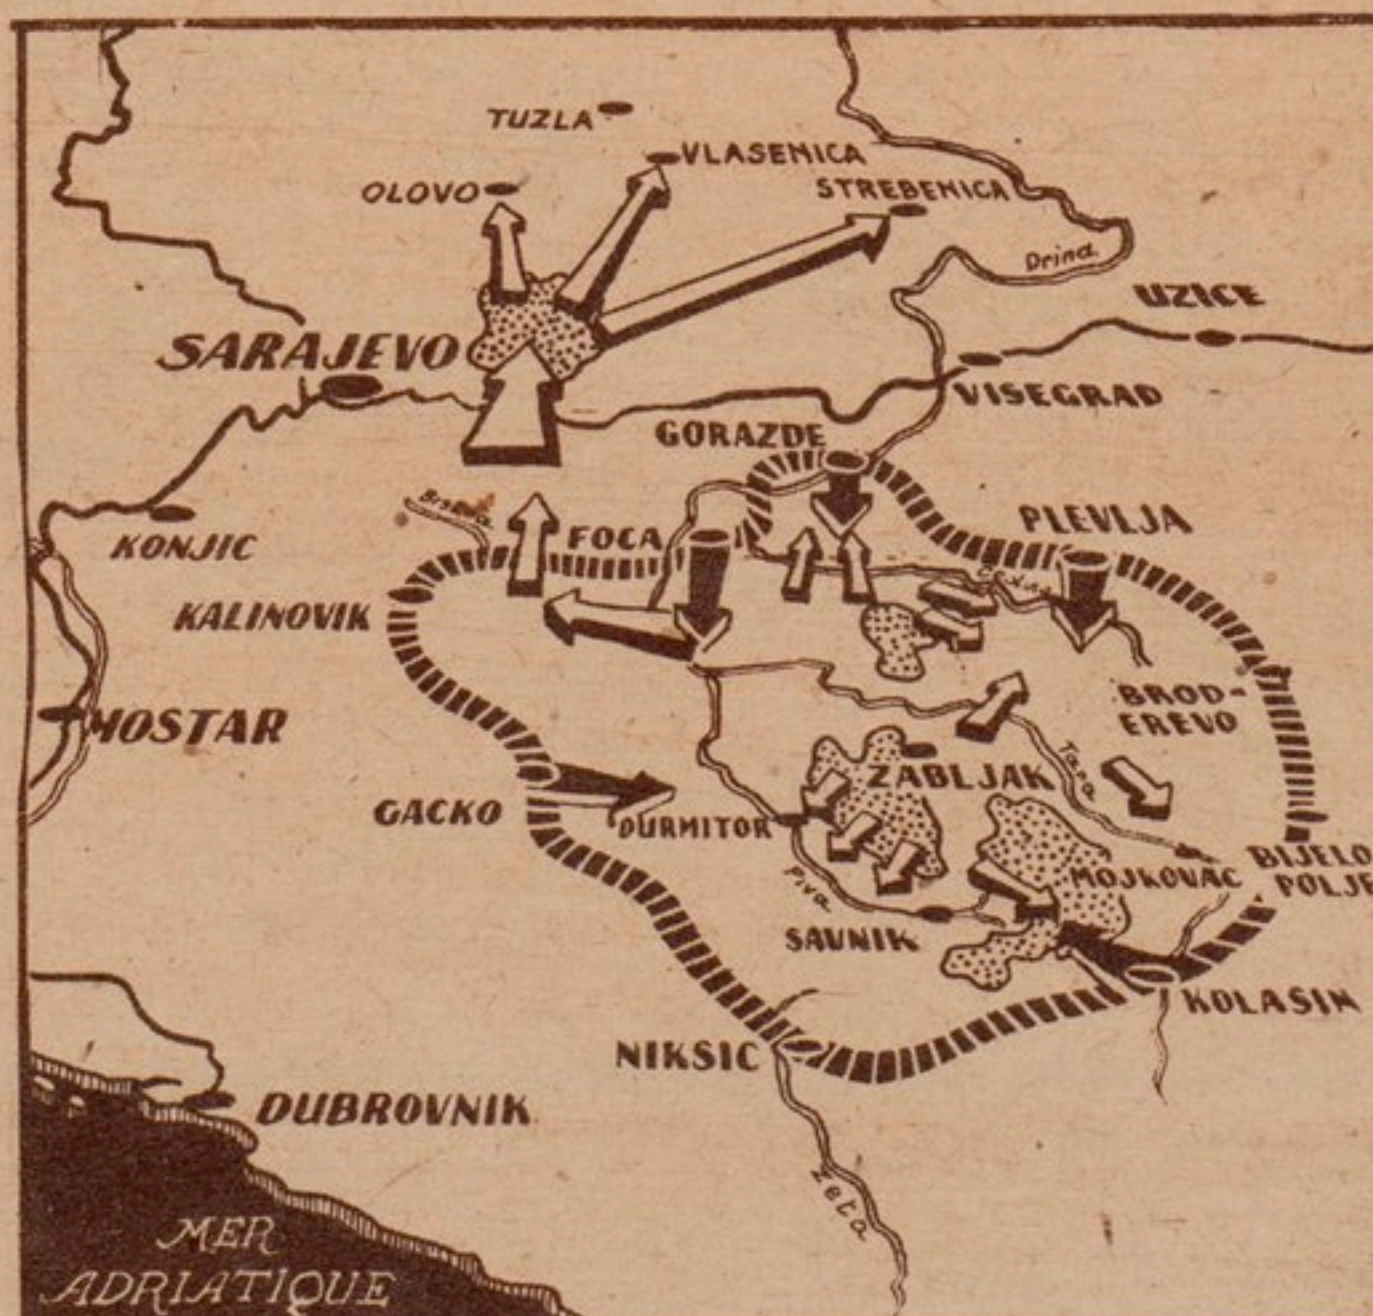 TUZLA
VLASENICA
OLOVO
STREBENICA
Drina
UZICE
SARAJEVO
VISEGRAD
GORAZDE
PLEVLJA
FOCA
KONJIC
KALINOVIK
BROD-
EREVO
MOSTAR
Tara
ZABLJAK
GACKO
DURMITOR
BIJELO
POLJE
MOJKOVAC
Piva
SAVNIK
KOLASIN
NIKSIC
DUBROVNIK
Zeta
MER
ADRIATIQUE